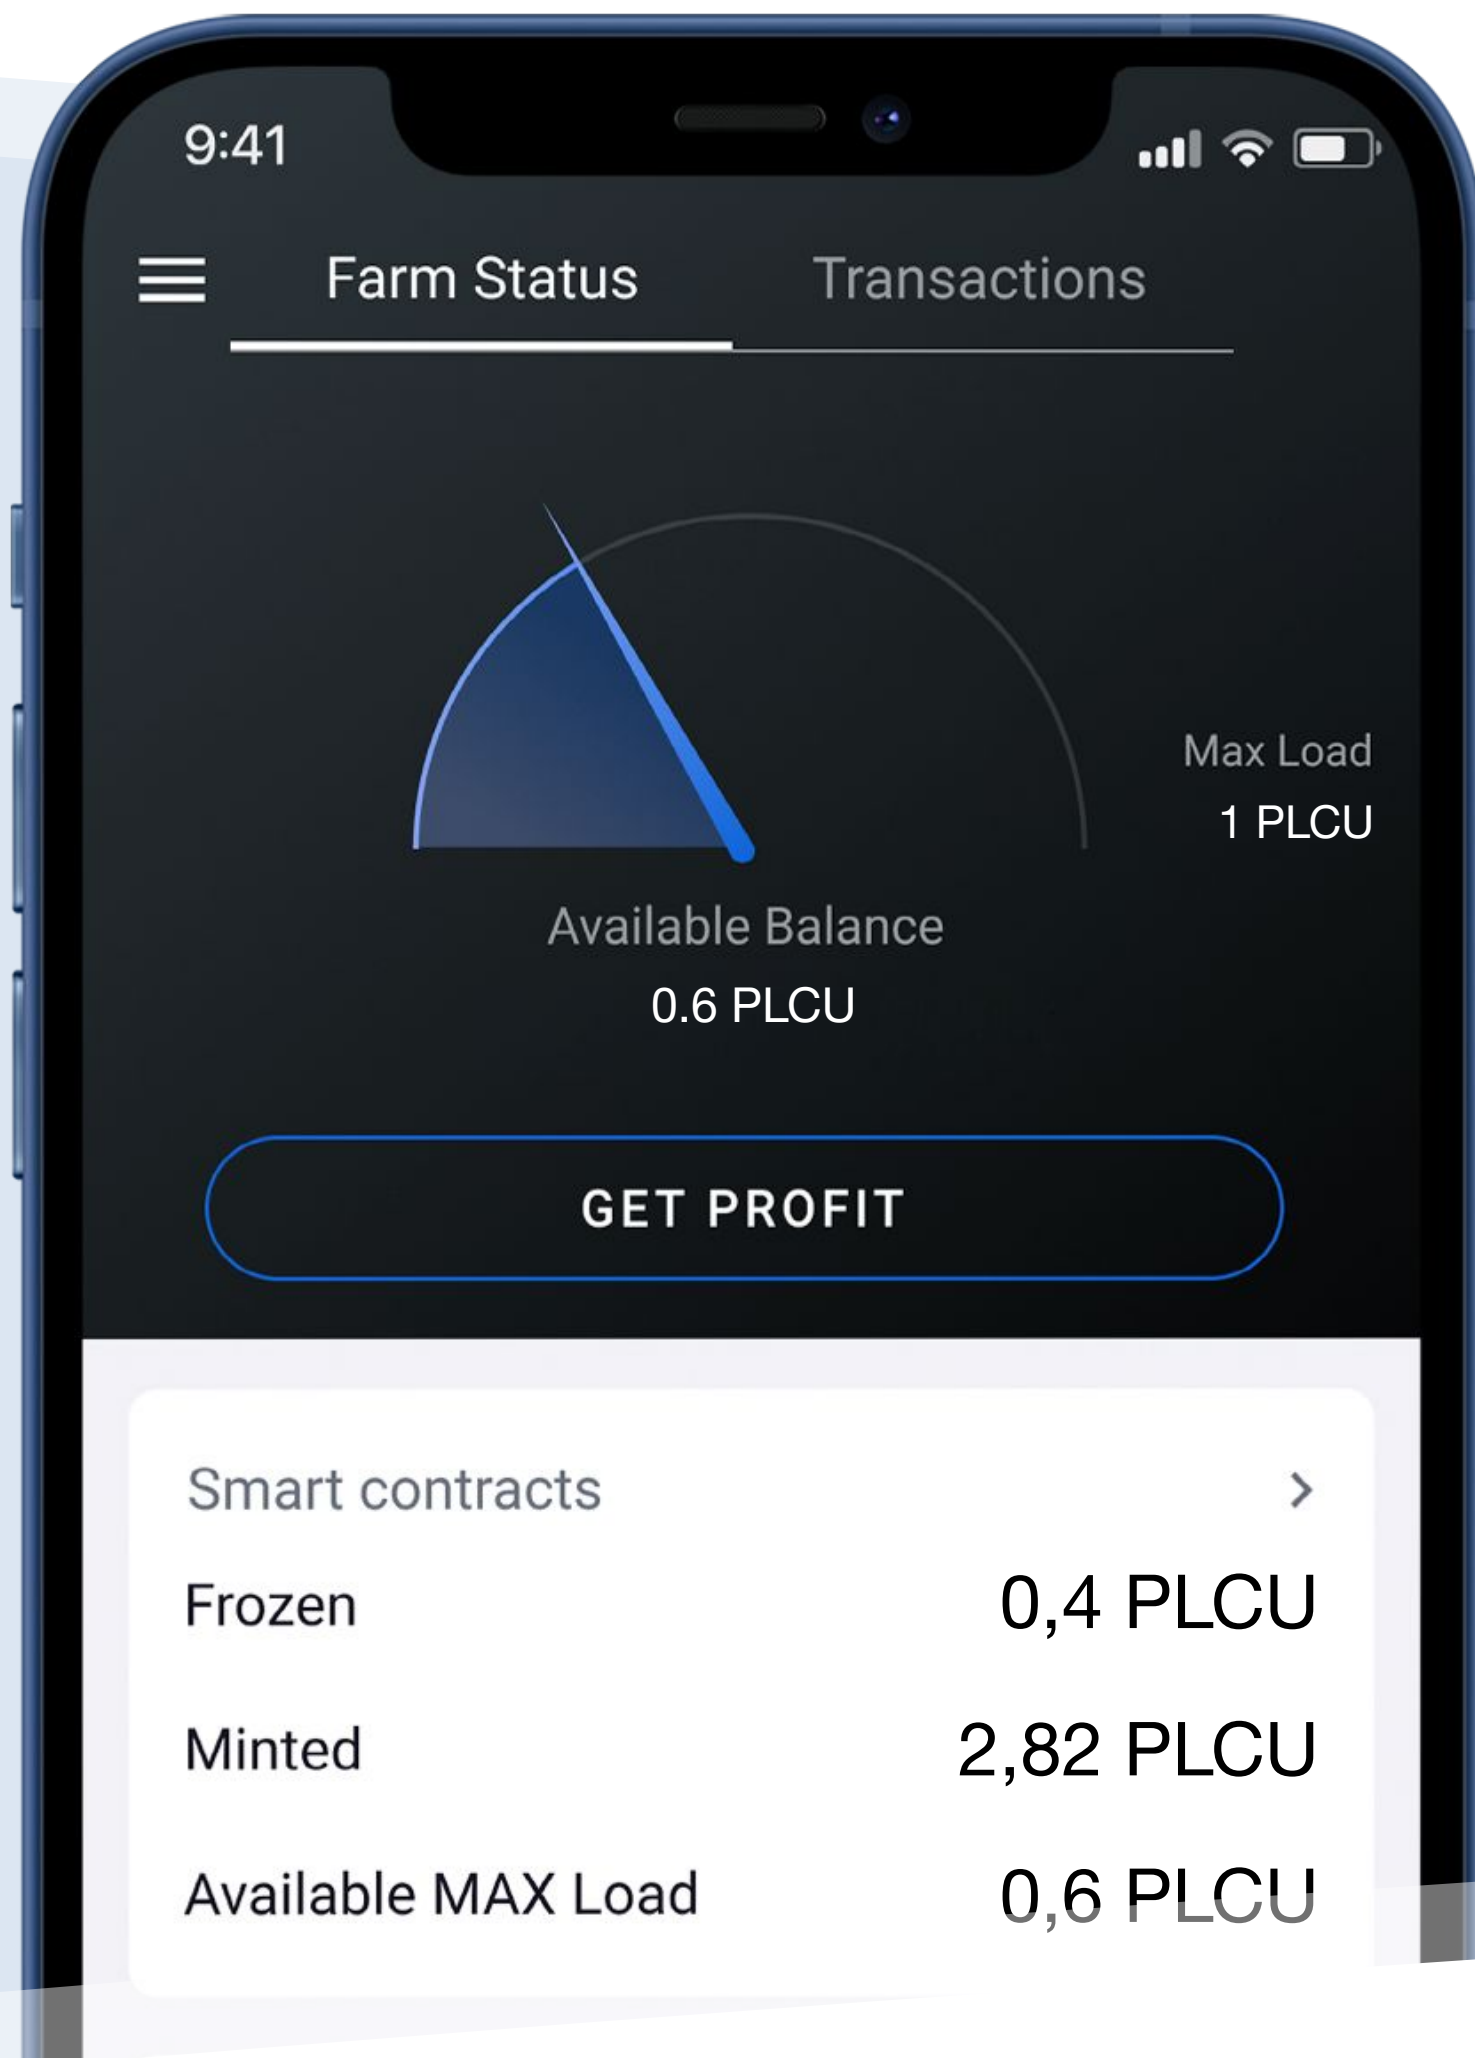 9:41
Farm Status Transactions
Max Load
1 PLCU
Available Balance
0.6 PLCU
GET PROFIT
Smart contracts
Frozen 0,4 PLCU
Minted 2,82 PLCU
Available MAX Load 0,6 PLCU